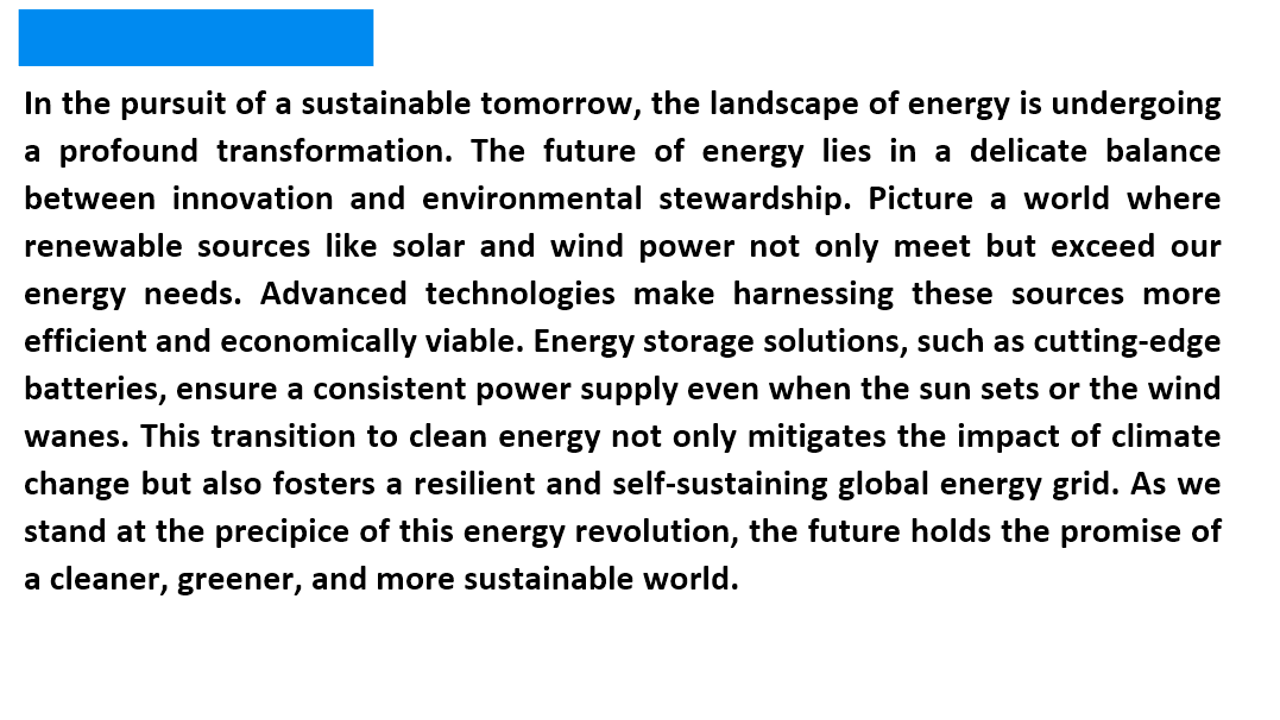 In the pursuit of a sustainable tomorrow, the landscape of energy is undergoing
a profound transformation. The future of energy lies in a delicate balance
between innovation and environmental stewardship. Picture a world where
renewable sources like solar and wind power not only meet but exceed our
energy needs. Advanced technologies make harnessing these sources more
efficient and economically viable. Energy storage solutions, such as cutting-edge
batteries, ensure a consistent power supply even when the sun sets or the wind
wanes. This transition to clean energy not only mitigates the impact of climate
change but also fosters a resilient and self-sustaining global energy grid. As we
stand at the precipice of this energy revolution, the future holds the promise of
a cleaner, greener, and more sustainable world.